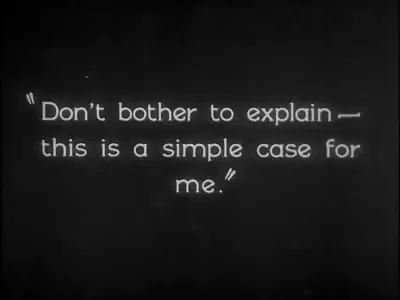 "Don't bother to explain—
this is a simple case for
me."